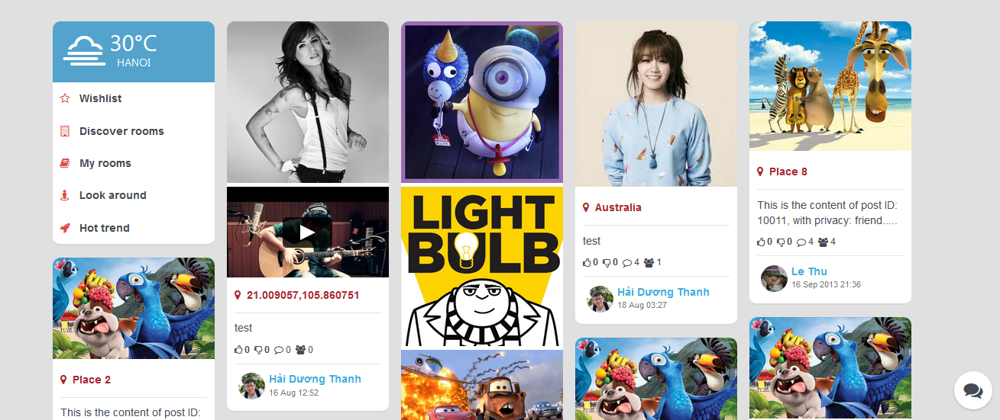 30°C
HANOI
Wishlist
Discover rooms
My rooms
Look around
Hot trend
Place 2
This is the content of post ID:
21.009057,105.860751
test
0 0 0 0
Hải Dương Thanh
16 Aug 12:52
LIGHT
BULB
Australia
test
0 0 4 1
Hải Dương Thanh
18 Aug 03:27
Place 8
This is the content of post ID:
10011, with privacy: friend.....
0 0 4 4
Le Thu
16 Sep 2013 21:36